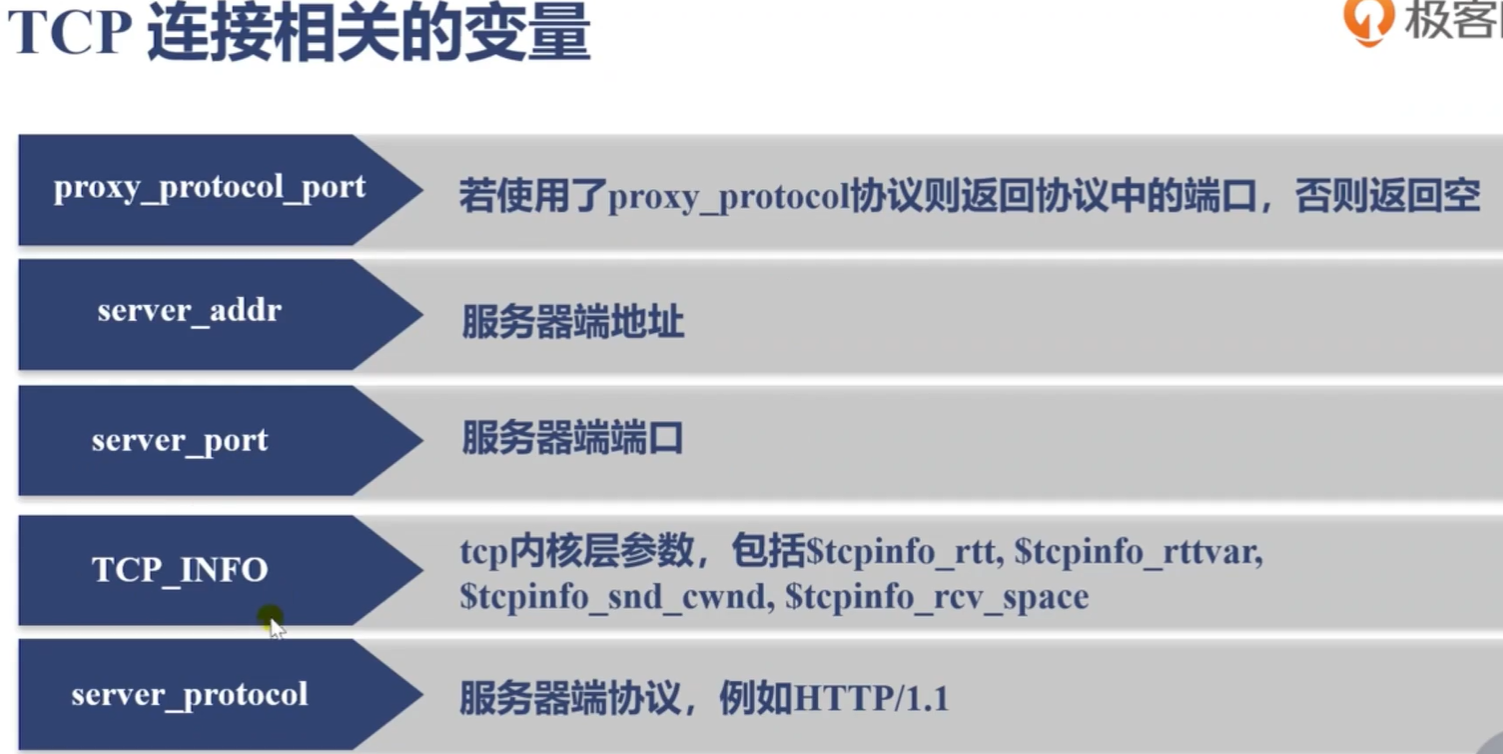 TCP 连接相关的变量
极客
proxy_protocol_port
若使用了proxy_protocol协议则返回协议中的端口，否则返回空
server_addr
服务器端地址
server_port
服务器端端口
TCP_INFO
tcp内核层参数，包括$tcpinfo_rtt, $tcpinfo_rttvar,
$tcpinfo_snd_cwnd, $tcpinfo_rcv_space
server_protocol
服务器端协议，例如HTTP/1.1